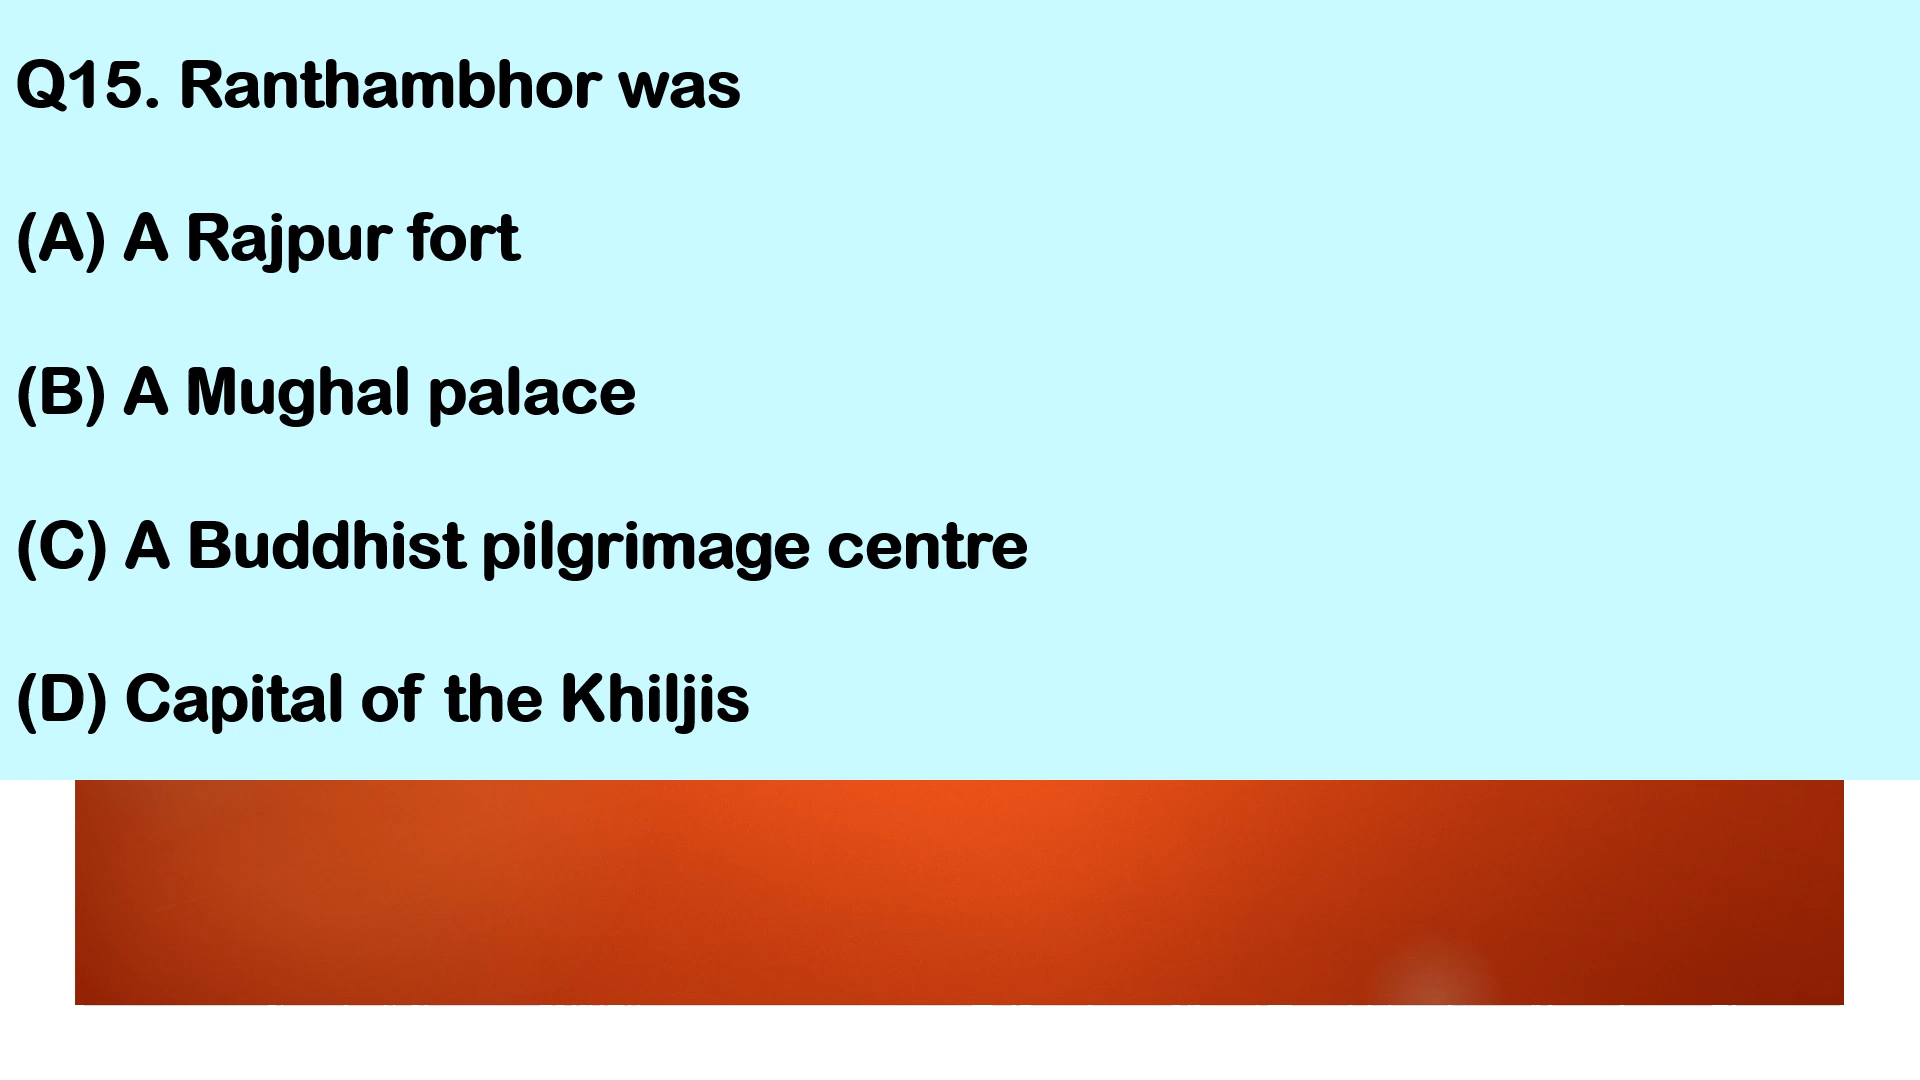 Q15. Ranthambhor was
(A) A Rajpur fort
(B) A Mughal palace
(C) A Buddhist pilgrimage centre
(D) Capital of the Khiljis